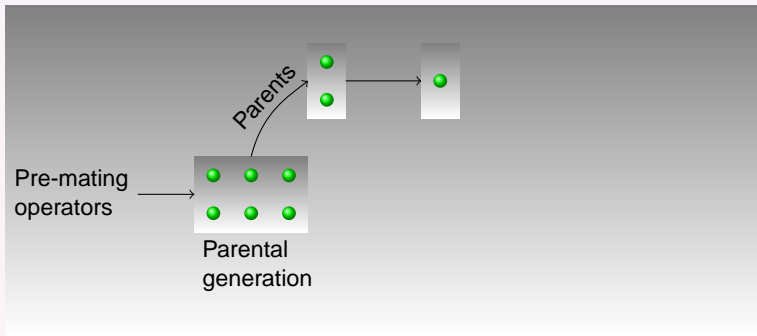 Parents
Pre-mating
operators
Parental
generation